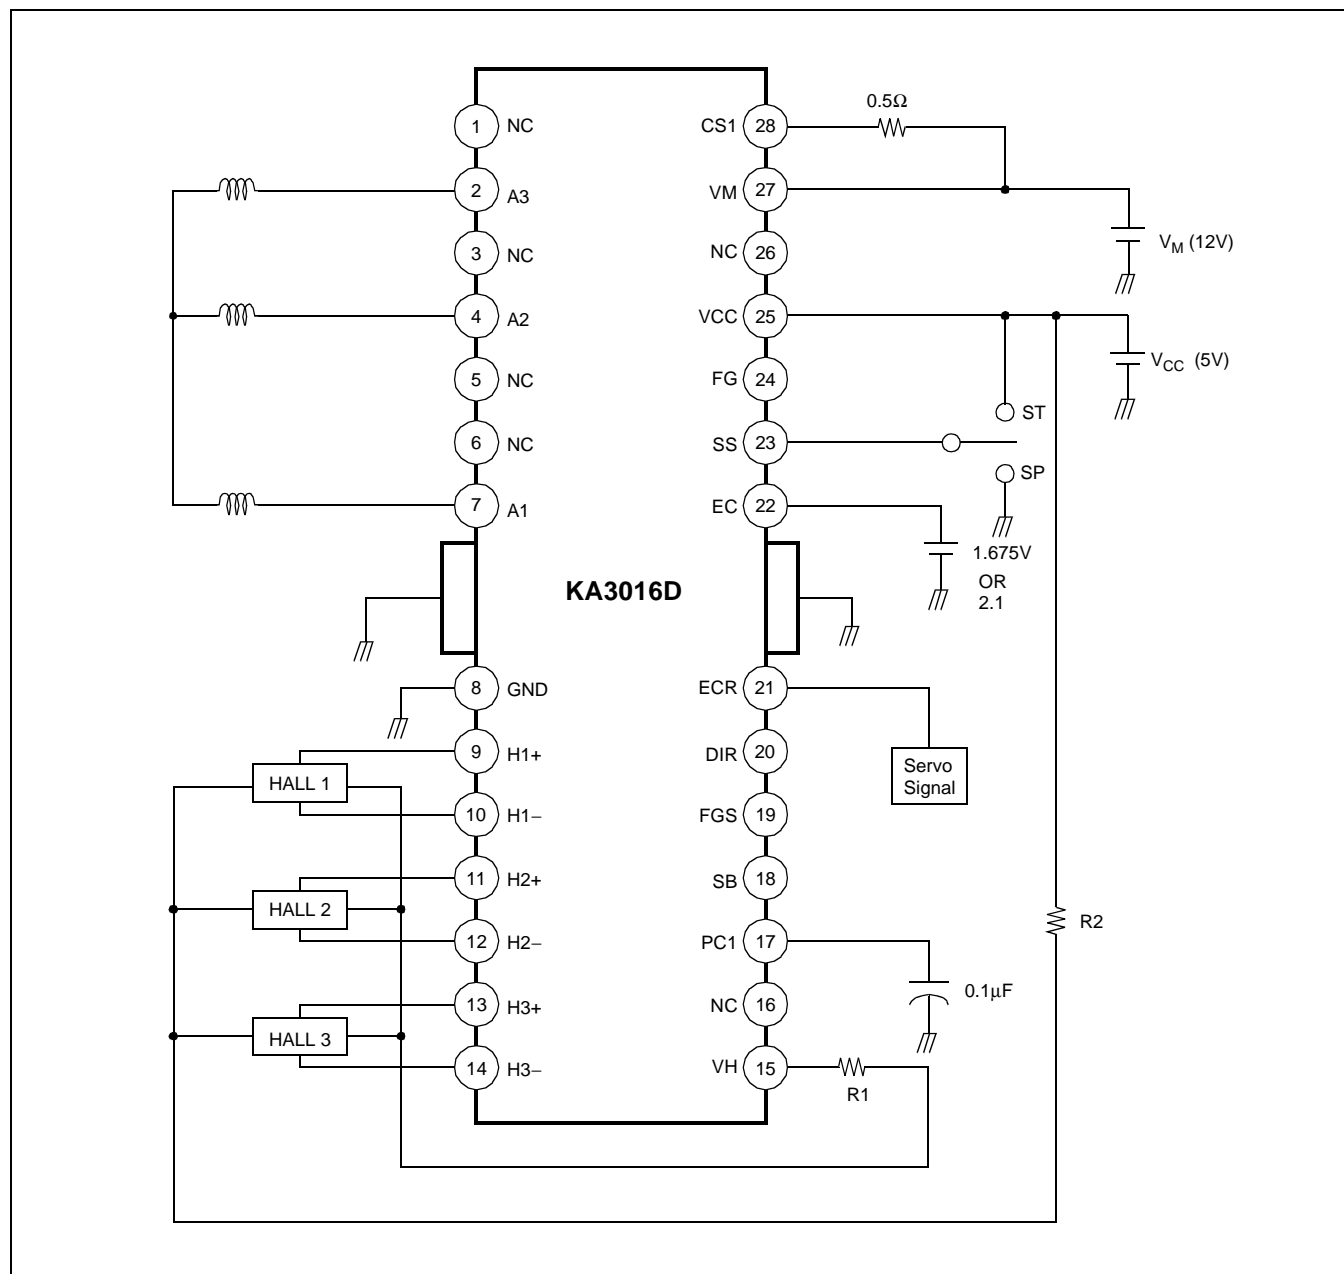 0.5Ω
1 NC
CS1 28
2 A3
VM 27
3 NC
NC 26
V_M (12V)
4 A2
VCC 25
5 NC
FG 24
V_CC (5V)
ST
6 NC
SS 23
SP
7 A1
EC 22
1.675V
OR
2.1
KA3016D
8 GND
ECR 21
9 H1+
DIR 20
HALL 1
Servo
Signal
10 H1−
FGS 19
11 H2+
SB 18
HALL 2
R2
12 H2−
PC1 17
0.1μF
13 H3+
NC 16
HALL 3
14 H3−
VH 15
R1